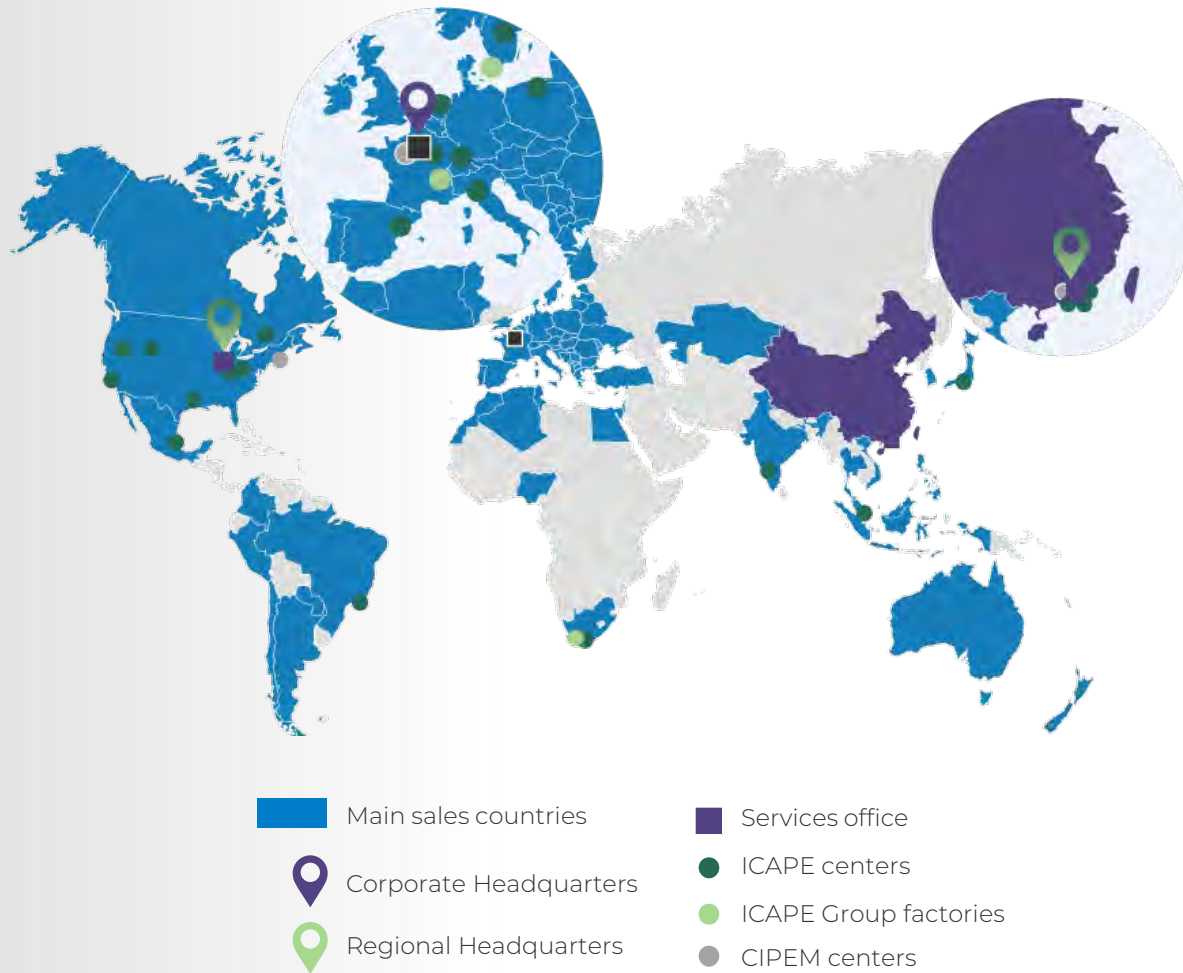 Main sales countries
Corporate Headquarters
Regional Headquarters
Services office
ICAPE centers
ICAPE Group factories
CIPEM centers